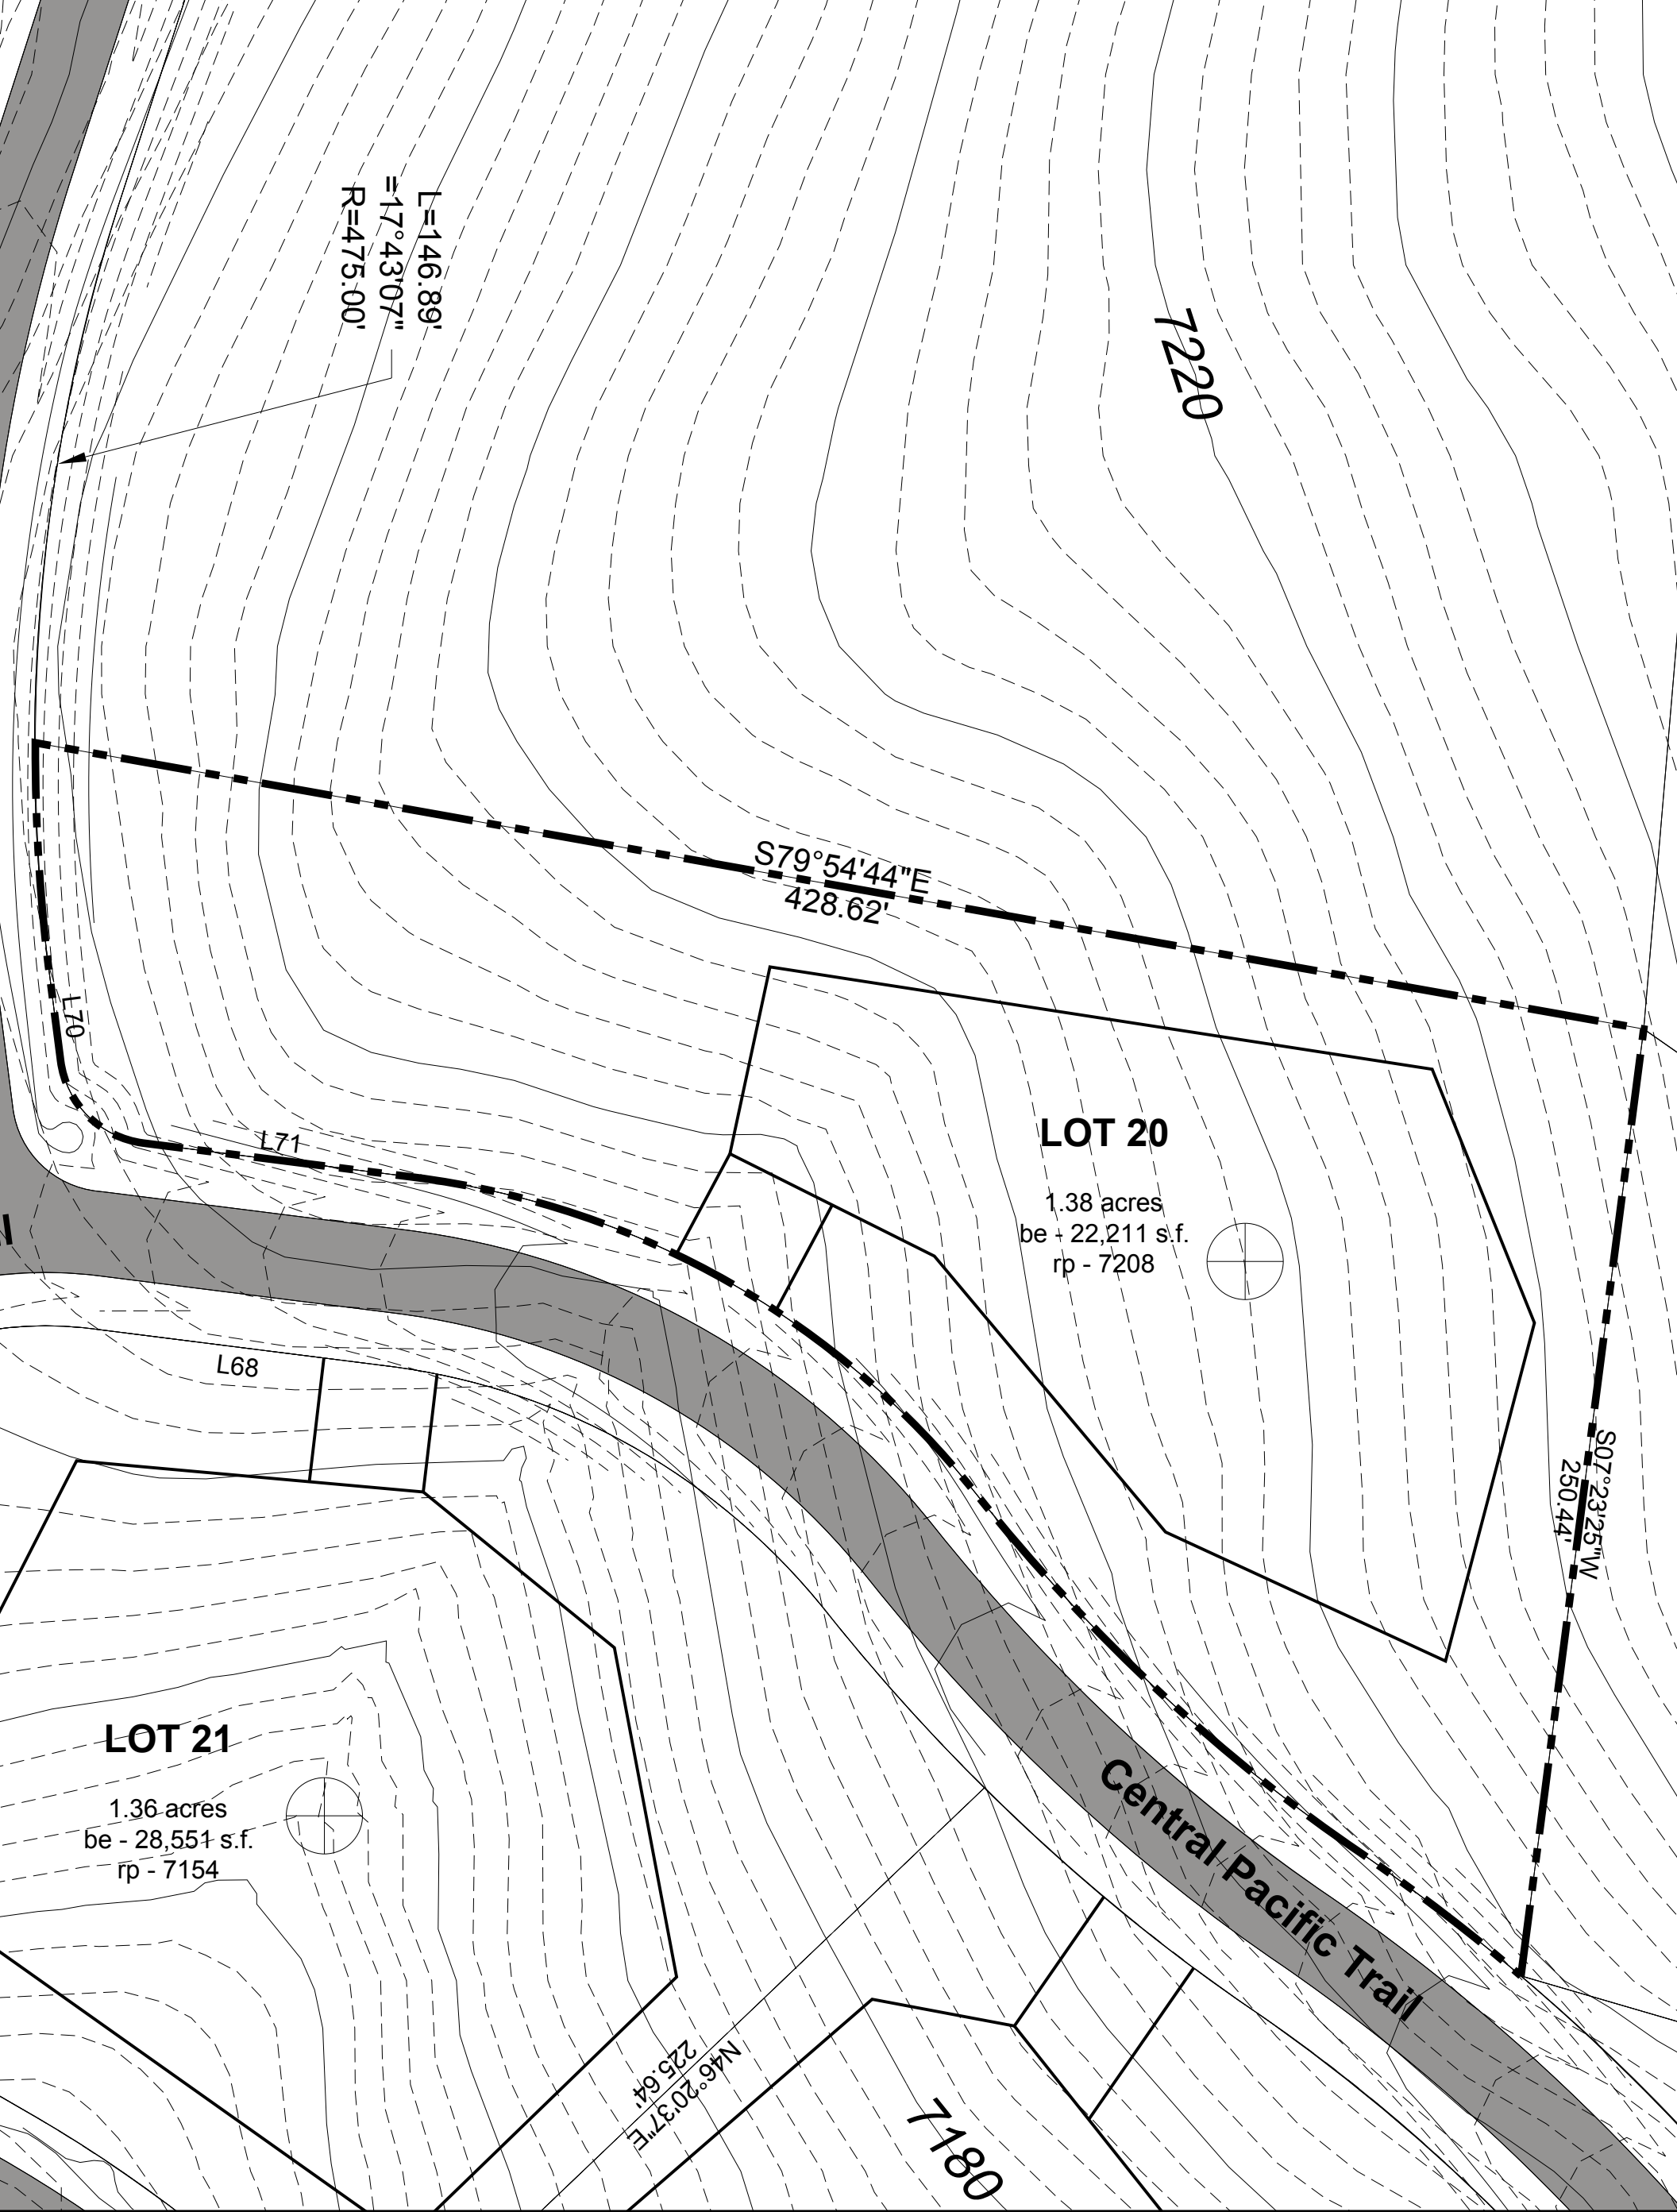 L=146.89'
=17°43'07"
R=475.00'
7220
S79°54'44"E
428.62'
L70
L71
LOT 20
1.38 acres
be - 22,211 s.f.
rp - 7208
L68
S07°23'25"W
250.44'
LOT 21
1.36 acres
be - 28,551 s.f.
rp - 7154
Central Pacific Trail
N46°20'37"E
225.64'
7180